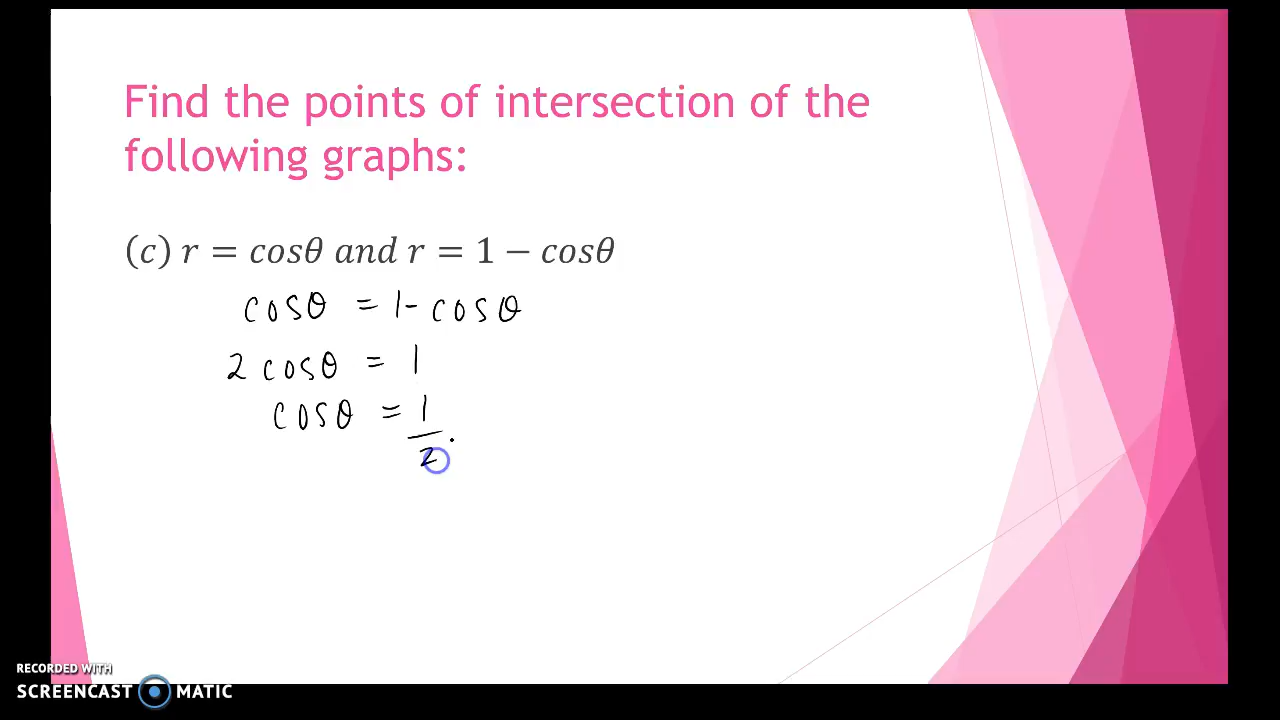 Find the points of intersection of the
following graphs:
(c) r = cosθ and r = 1 − cosθ
cosθ = 1 - cosθ
2 cosθ = 1
cosθ = 1/2.
RECORDED WITH
SCREENCAST MATIC